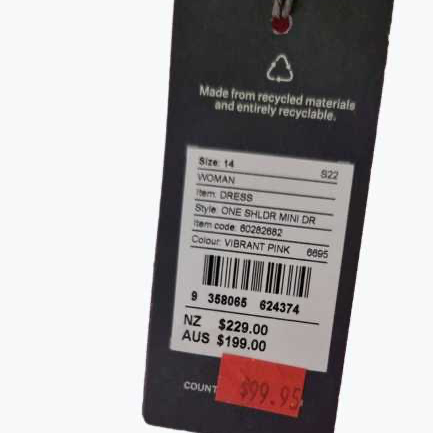 Made from recycled materials
and entirely recyclable.
Size: 14 S22
WOMAN
Item: DRESS
Style: ONE SHLDR MINI DR
Item code: 60282682
Colour: VIBRANT PINK 6695
9 358065 624374
NZ $229.00
AUS $199.00
COUNT
$99.95